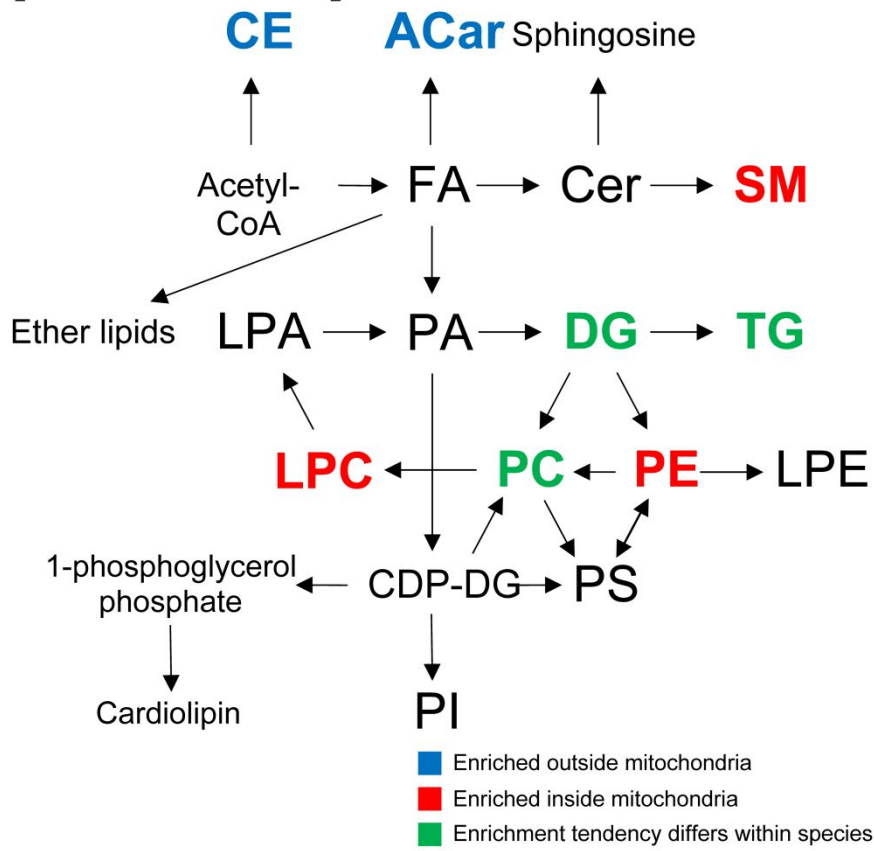 CE
ACar
Sphingosine
Acetyl-
CoA
FA
Cer
SM
Ether lipids
LPA
PA
DG
TG
LPC
PC
PE
LPE
1-phosphoglycerol
phosphate
CDP-DG
PS
Cardiolipin
PI
Enriched outside mitochondria
Enriched inside mitochondria
Enrichment tendency differs within species